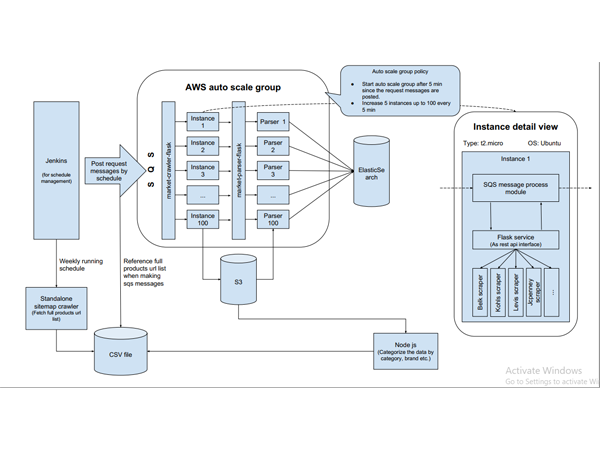 Auto scale group policy
Start auto scale group after 5 min
since the request messages are
posted.
Increase 5 instances up to 100 every
5 min
AWS auto scale group
Jenkins
(for schedule
management)
Post request
messages by
schedule
S Q S
market-crawler-flask
Instance
1
Instance
2
Instance
3
...
Instance
100
market-parser-flask
Parser 1
Parser
2
Parser
3
...
Parser
100
ElasticSe
arch
Instance detail view
Type: t2.micro
OS: Ubuntu
Instance 1
SQS message process
module
Flask service
(As rest api interface)
Belk scraper
Kohls scraper
Levis scraper
Jcpenney
scraper
...
Weekly running
schedule
Reference full
products url list
when making
sqs messages
S3
Standalone
sitemap crawler
(Fetch full products url
list)
CSV file
Node js
(Categorize the data by
category, brand etc.)
Activate Windows
Go to Settings to activate Wi